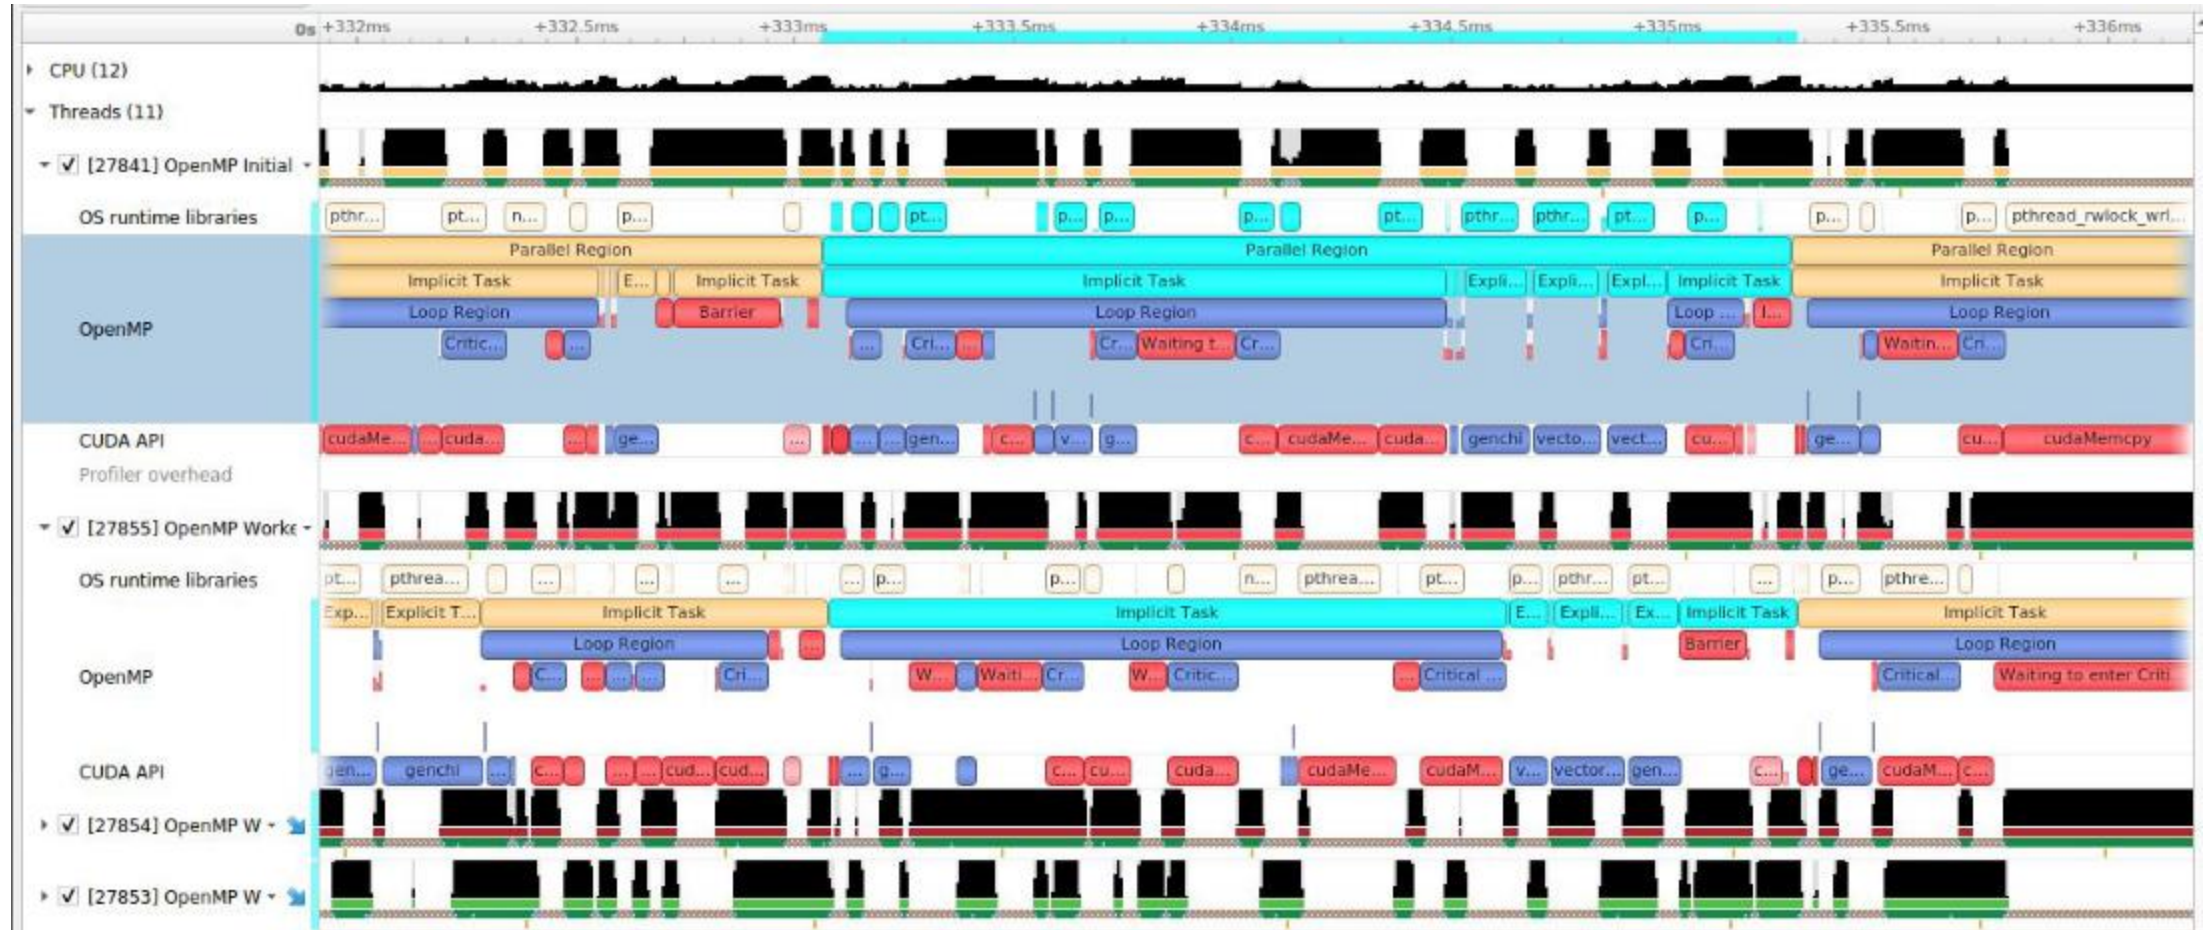 0s +332ms +332.5ms +333ms +333.5ms +334ms +334.5ms +335ms +335.5ms +336ms
CPU (12)
Threads (11)
[27841] OpenMP Initial
OS runtime libraries pthr... pt... n... p... pt... p... p... p... pt... pthr... pthr... pt... p... p... p... pthread_rwlock_wrl...
Parallel Region Parallel Region Parallel Region
Implicit Task E... Implicit Task Implicit Task Expli... Expli... Expl... Implicit Task Implicit Task
OpenMP Loop Region Barrier Loop Region Loop ... I... Loop Region
Critic... ... ... Cri... ... Cr... Waiting t... Cr... Cri... Waitin... Cri...
CUDA API cudaMe... ... cuda... ... ge... ... ... ... gen... c... v... g... c... cudaMe... cuda... genchi vecto... vect... cu... ge... cu... cudaMemcpy
Profiler overhead
[27855] OpenMP Worke
OS runtime libraries pt... pthrea... ... ... ... ... p... p... n... pthrea... pt... p... pthr... pt... ... p... pthre...
Exp... Explicit T... Implicit Task Implicit Task E... Expli... Ex... Implicit Task Implicit Task
Loop Region ... Loop Region Barrier Loop Region
OpenMP C... ... ... Cri... W... Waiti... Cr... W... Critic... ... Critical ... Critical... Waiting to enter Criti
CUDA API gen... genchi ... c... ... ... cud... cud... ... g... c... cu... cuda... cudaMe... cudaM... v... vector... gen... c... ge... cudaM... c...
[27854] OpenMP W
[27853] OpenMP W